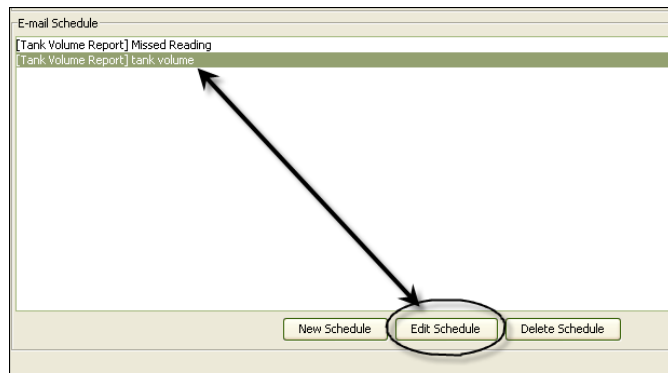 E-mail Schedule
[Tank Volume Report] Missed Reading
[Tank Volume Report] tank volume
New Schedule Edit Schedule Delete Schedule